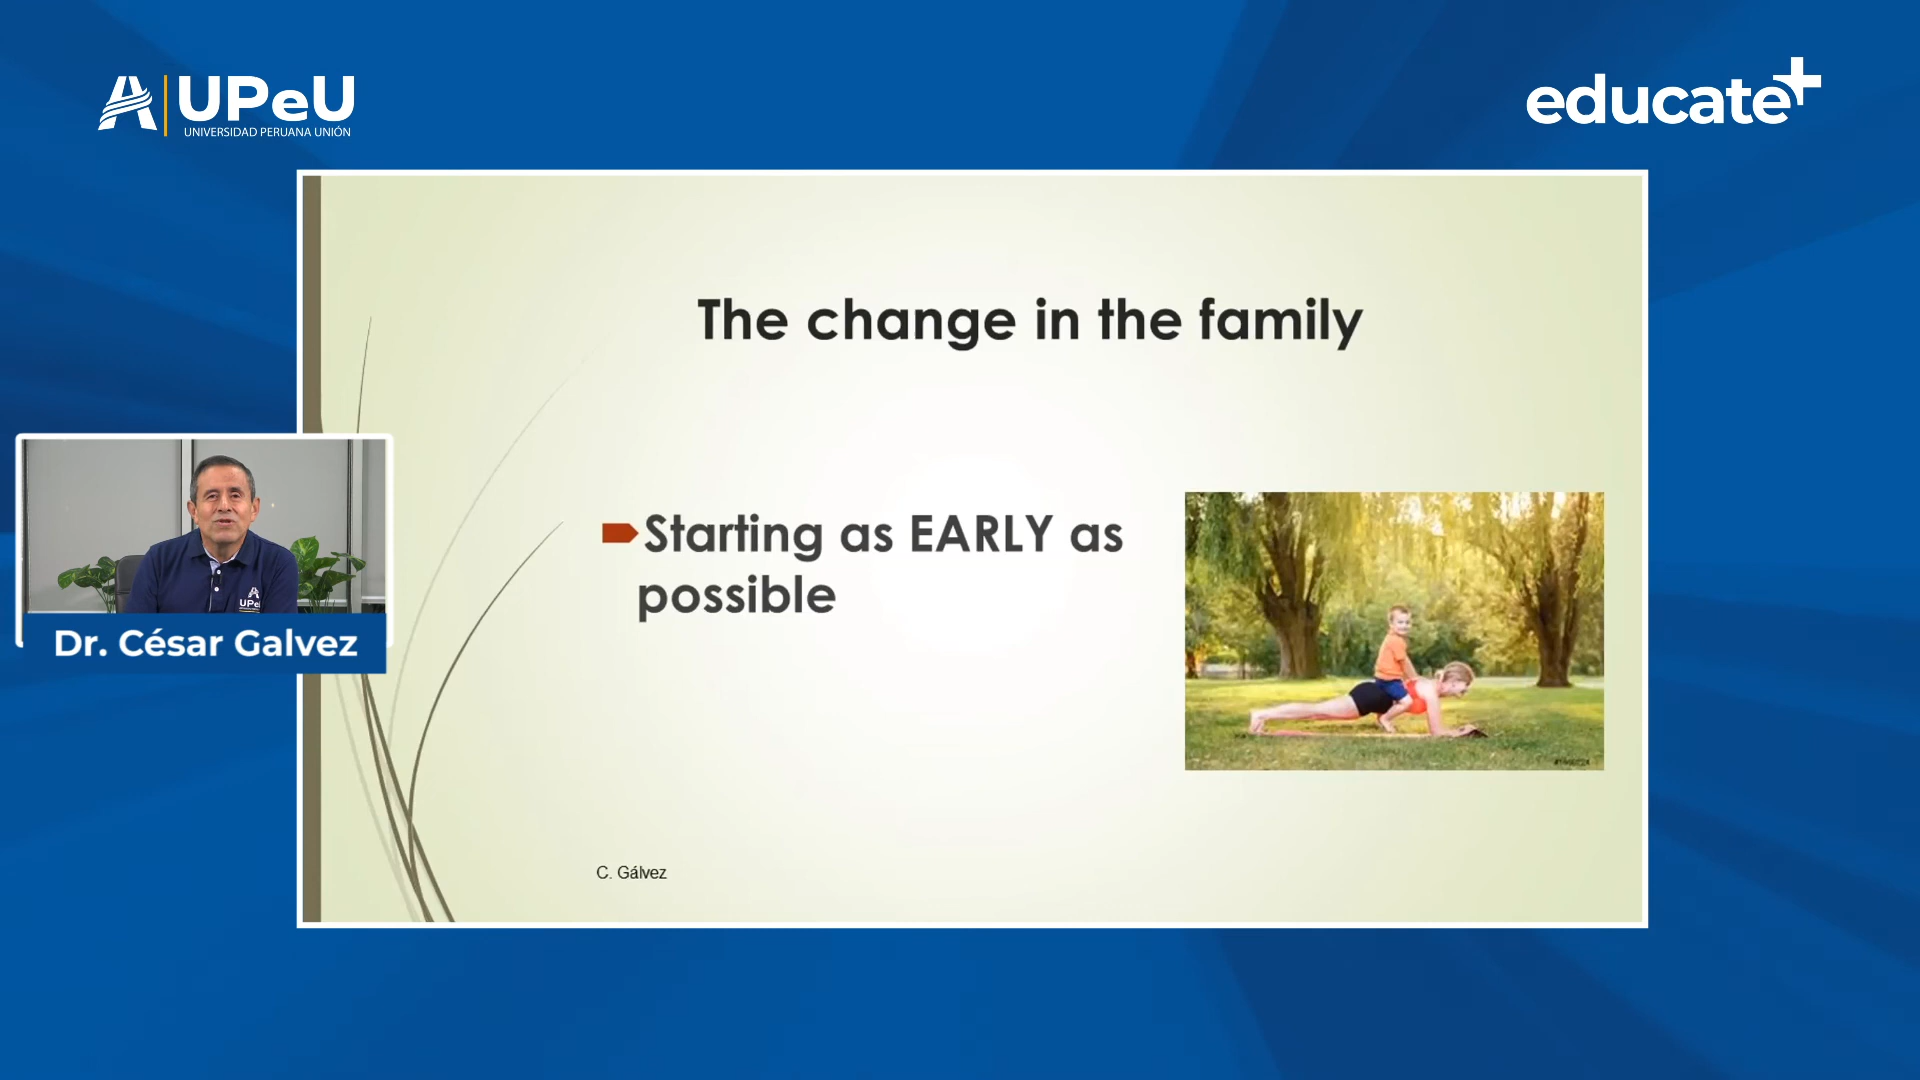 UPeU
UNIVERSIDAD PERUANA UNIÓN
educate+
The change in the family
Starting as EARLY as
possible
UPeU
Dr. César Galvez
C. Gálvez